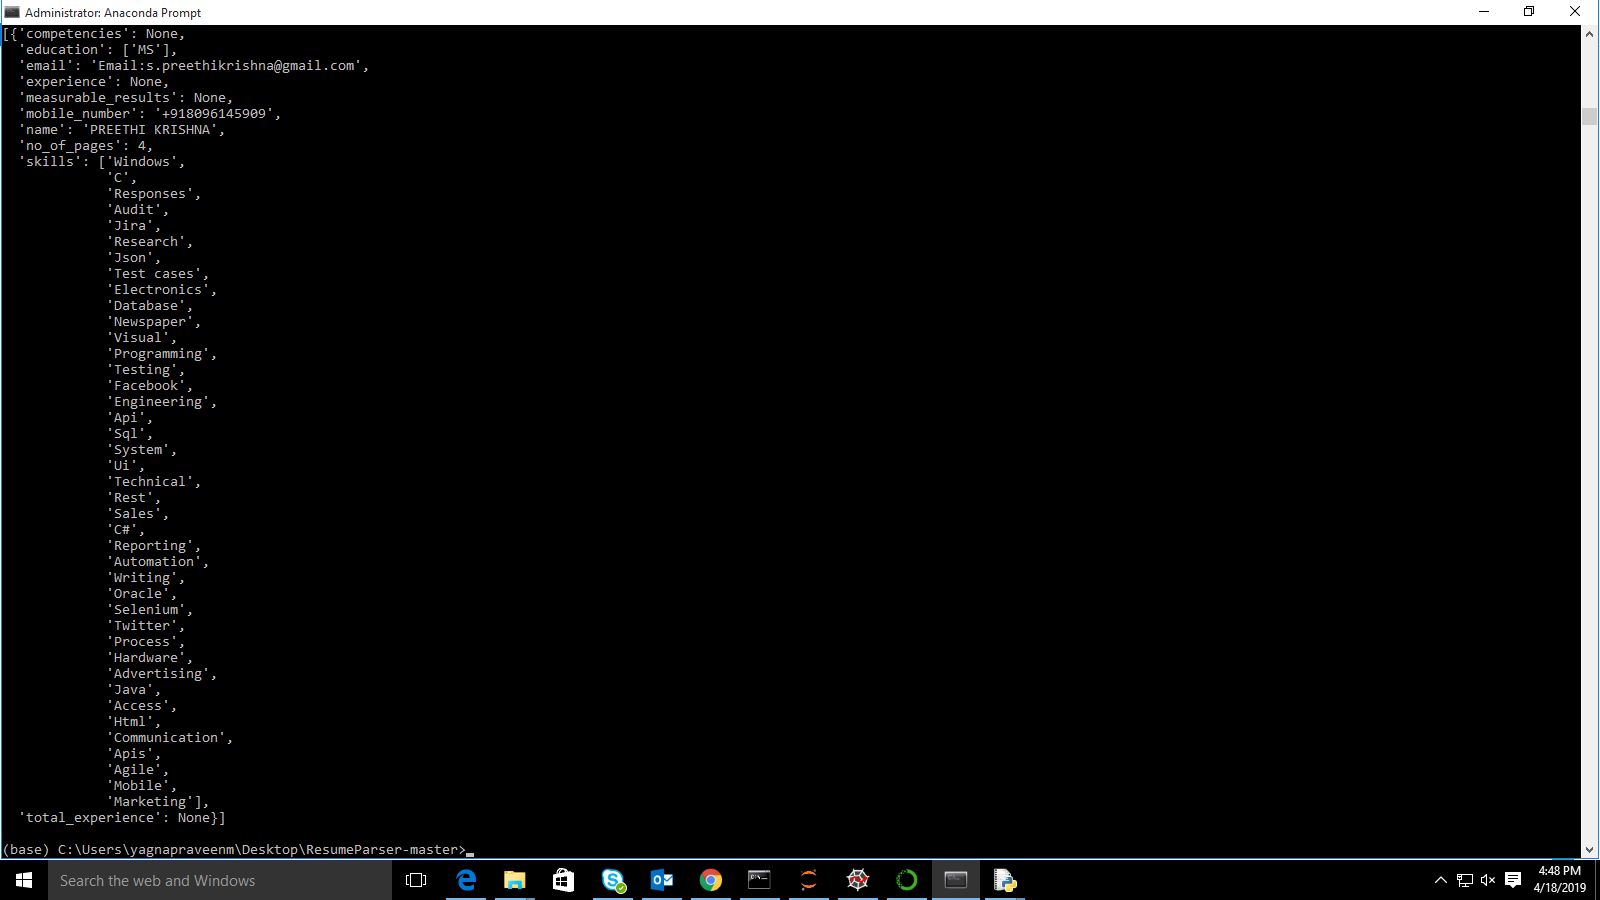 Administrator: Anaconda Prompt
[{'competencies': None,
'education': ['MS'],
'email': 'Email:s.preethikrishna@gmail.com',
'experience': None,
'measurable_results': None,
'mobile_number': '+918096145909',
'name': 'PREETHI KRISHNA',
'no_of_pages': 4,
'skills': ['Windows',
'C',
'Responses',
'Audit',
'Jira',
'Research',
'Json',
'Test cases',
'Electronics',
'Database',
'Newspaper',
'Visual',
'Programming',
'Testing',
'Facebook',
'Engineering',
'Api',
'Sql',
'System',
'Ui',
'Technical',
'Rest',
'Sales',
'C#',
'Reporting',
'Automation',
'Writing',
'Oracle',
'Selenium',
'Twitter',
'Process',
'Hardware',
'Advertising',
'Java',
'Access',
'Html',
'Communication',
'Apis',
'Agile',
'Mobile',
'Marketing'],
'total_experience': None}]
(base) C:\Users\yagnapraveenm\Desktop\ResumeParser-master>
Search the web and Windows
4:48 PM
4/18/2019